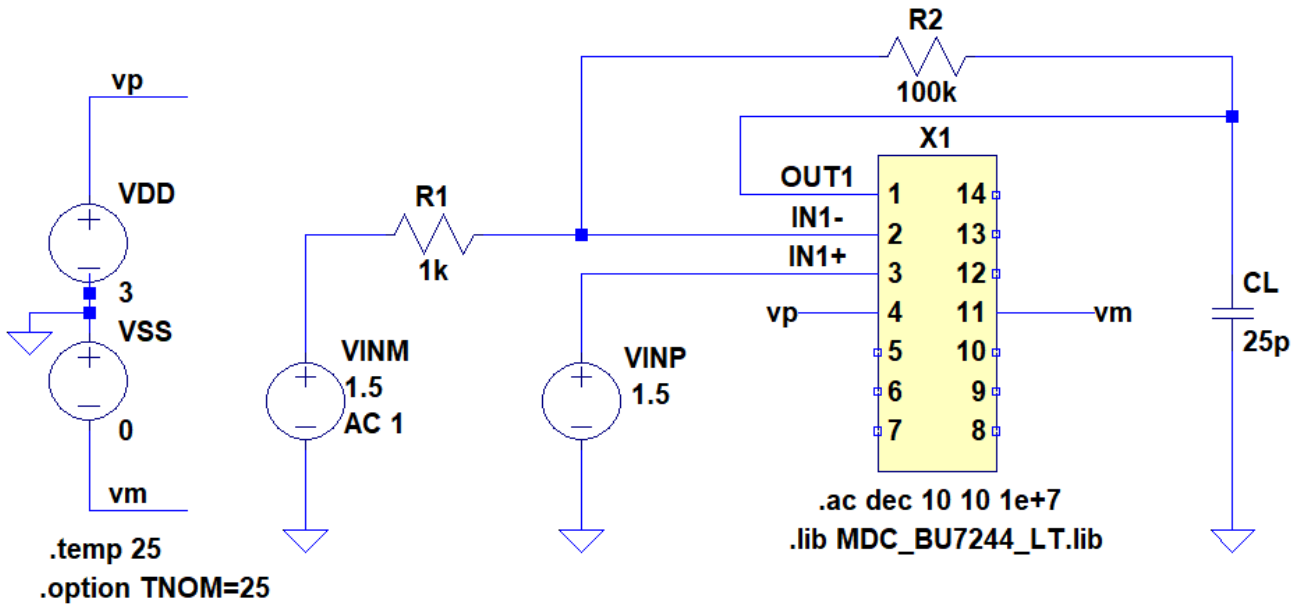 R2
100k
vp
X1
VDD
3
VSS
0
vm
R1
1k
OUT1
IN1-
IN1+
vp
1
2
3
4
5
6
7
14
13
12
11
10
9
8
vm
CL
25p
VINM
1.5
AC 1
VINP
1.5
.ac dec 10 10 1e+7
.lib MDC_BU7244_LT.lib
.temp 25
.option TNOM=25